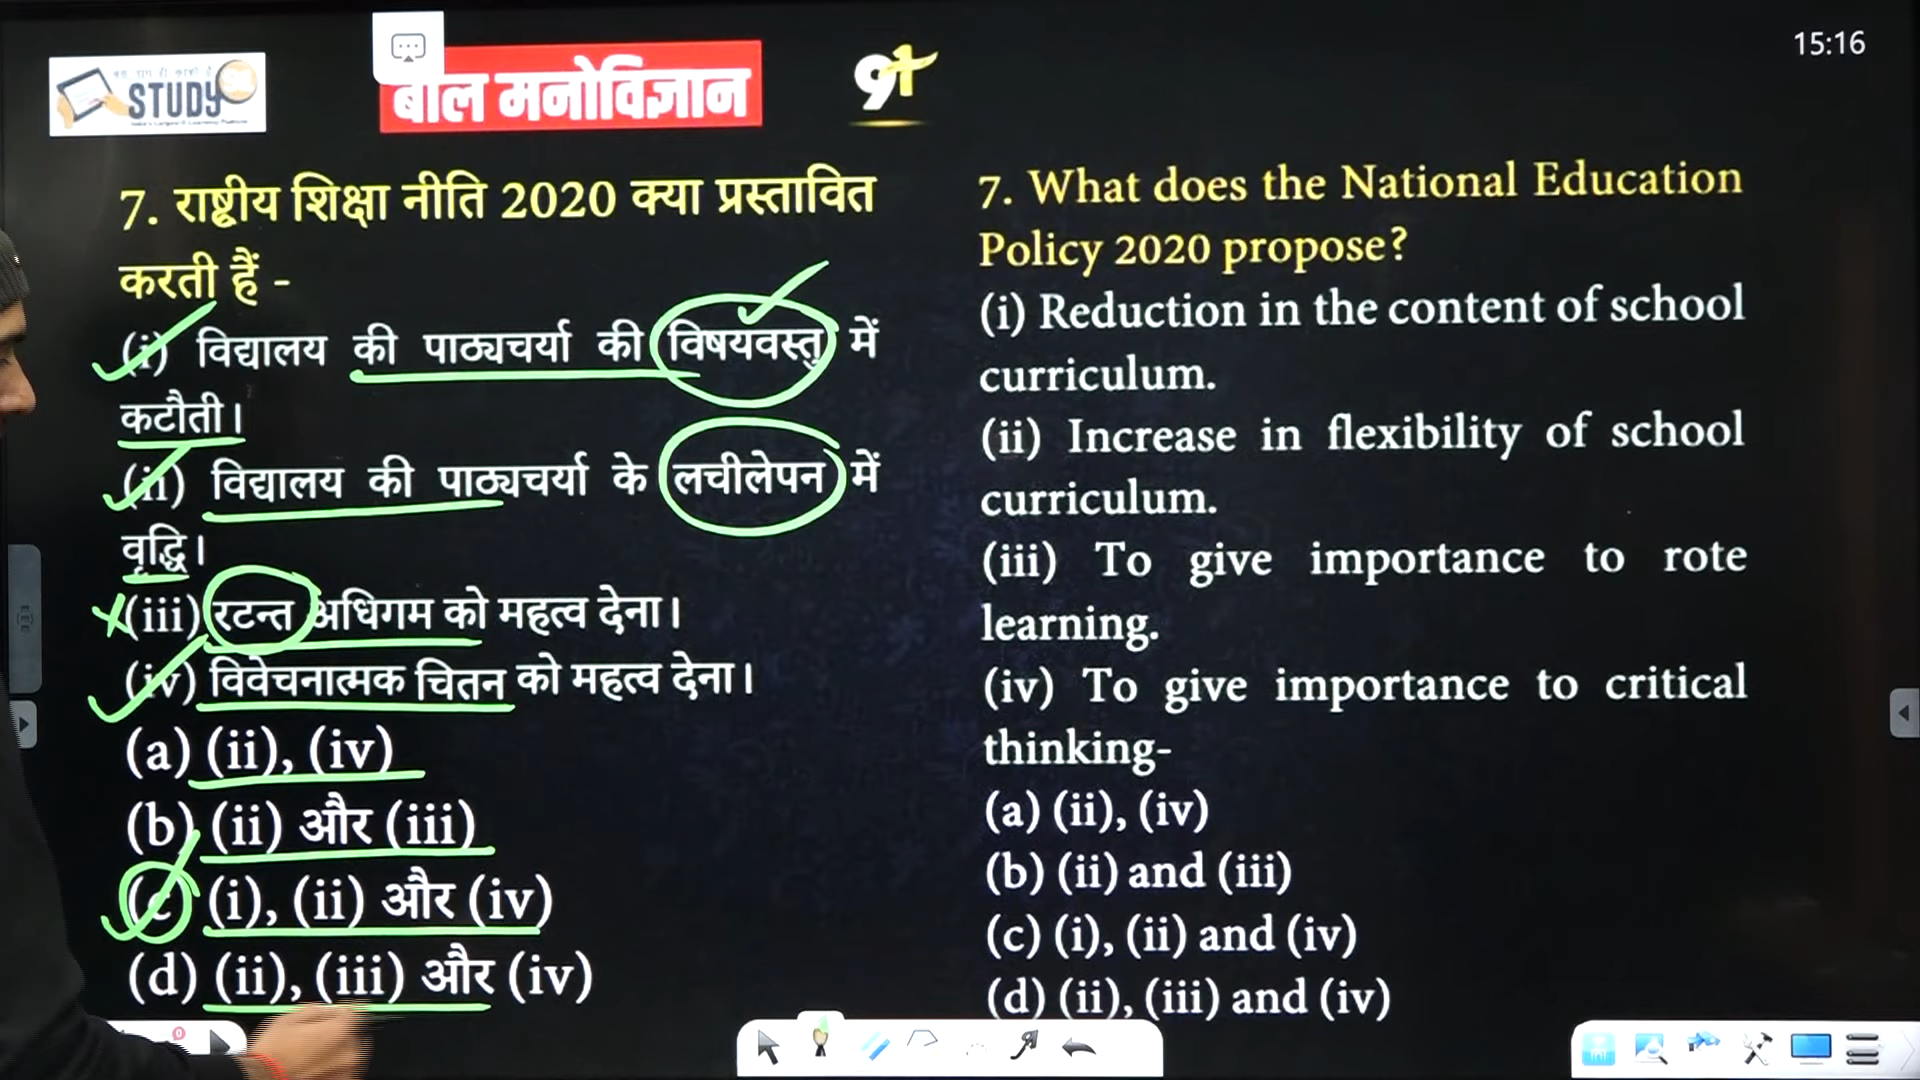 15:16
STUDY
बाल मनोविज्ञान
91
7. राष्ट्रीय शिक्षा नीति 2020 क्या प्रस्तावित
करती हैं -
(i) विद्यालय की पाठ्यचर्या की विषयवस्तु में
कटौती।
(ii) विद्यालय की पाठ्यचर्या के लचीलेपन में
वृद्धि।
(iii) रटन्त अधिगम को महत्व देना।
(iv) विवेचनात्मक चिंतन को महत्व देना।
(a) (ii), (iv)
(b) (ii) और (iii)
(c) (i), (ii) और (iv)
(d) (ii), (iii) और (iv)
7. What does the National Education
Policy 2020 propose?
(i) Reduction in the content of school
curriculum.
(ii) Increase in flexibility of school
curriculum.
(iii) To give importance to rote
learning.
(iv) To give importance to critical
thinking-
(a) (ii), (iv)
(b) (ii) and (iii)
(c) (i), (ii) and (iv)
(d) (ii), (iii) and (iv)